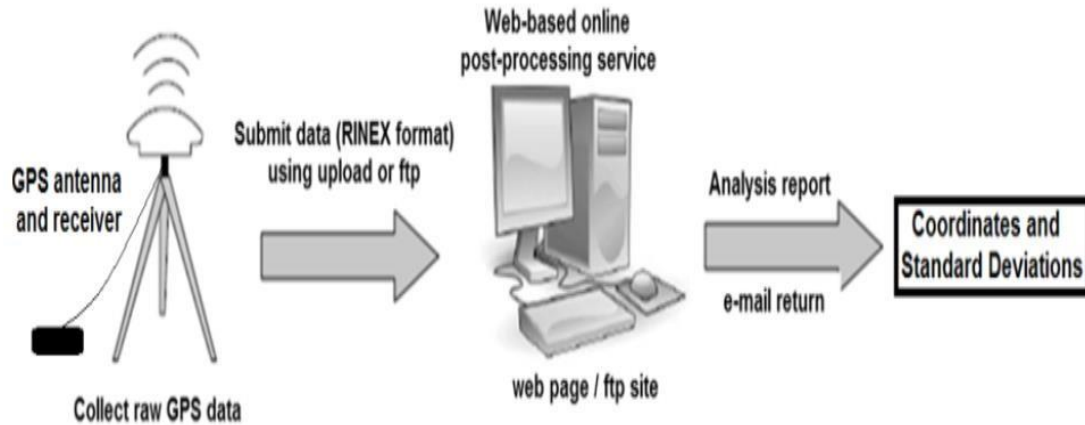 GPS antenna
and receiver
Collect raw GPS data
Submit data (RINEX format)
using upload or ftp
Web-based online
post-processing service
web page / ftp site
Analysis report
e-mail return
Coordinates and
Standard Deviations